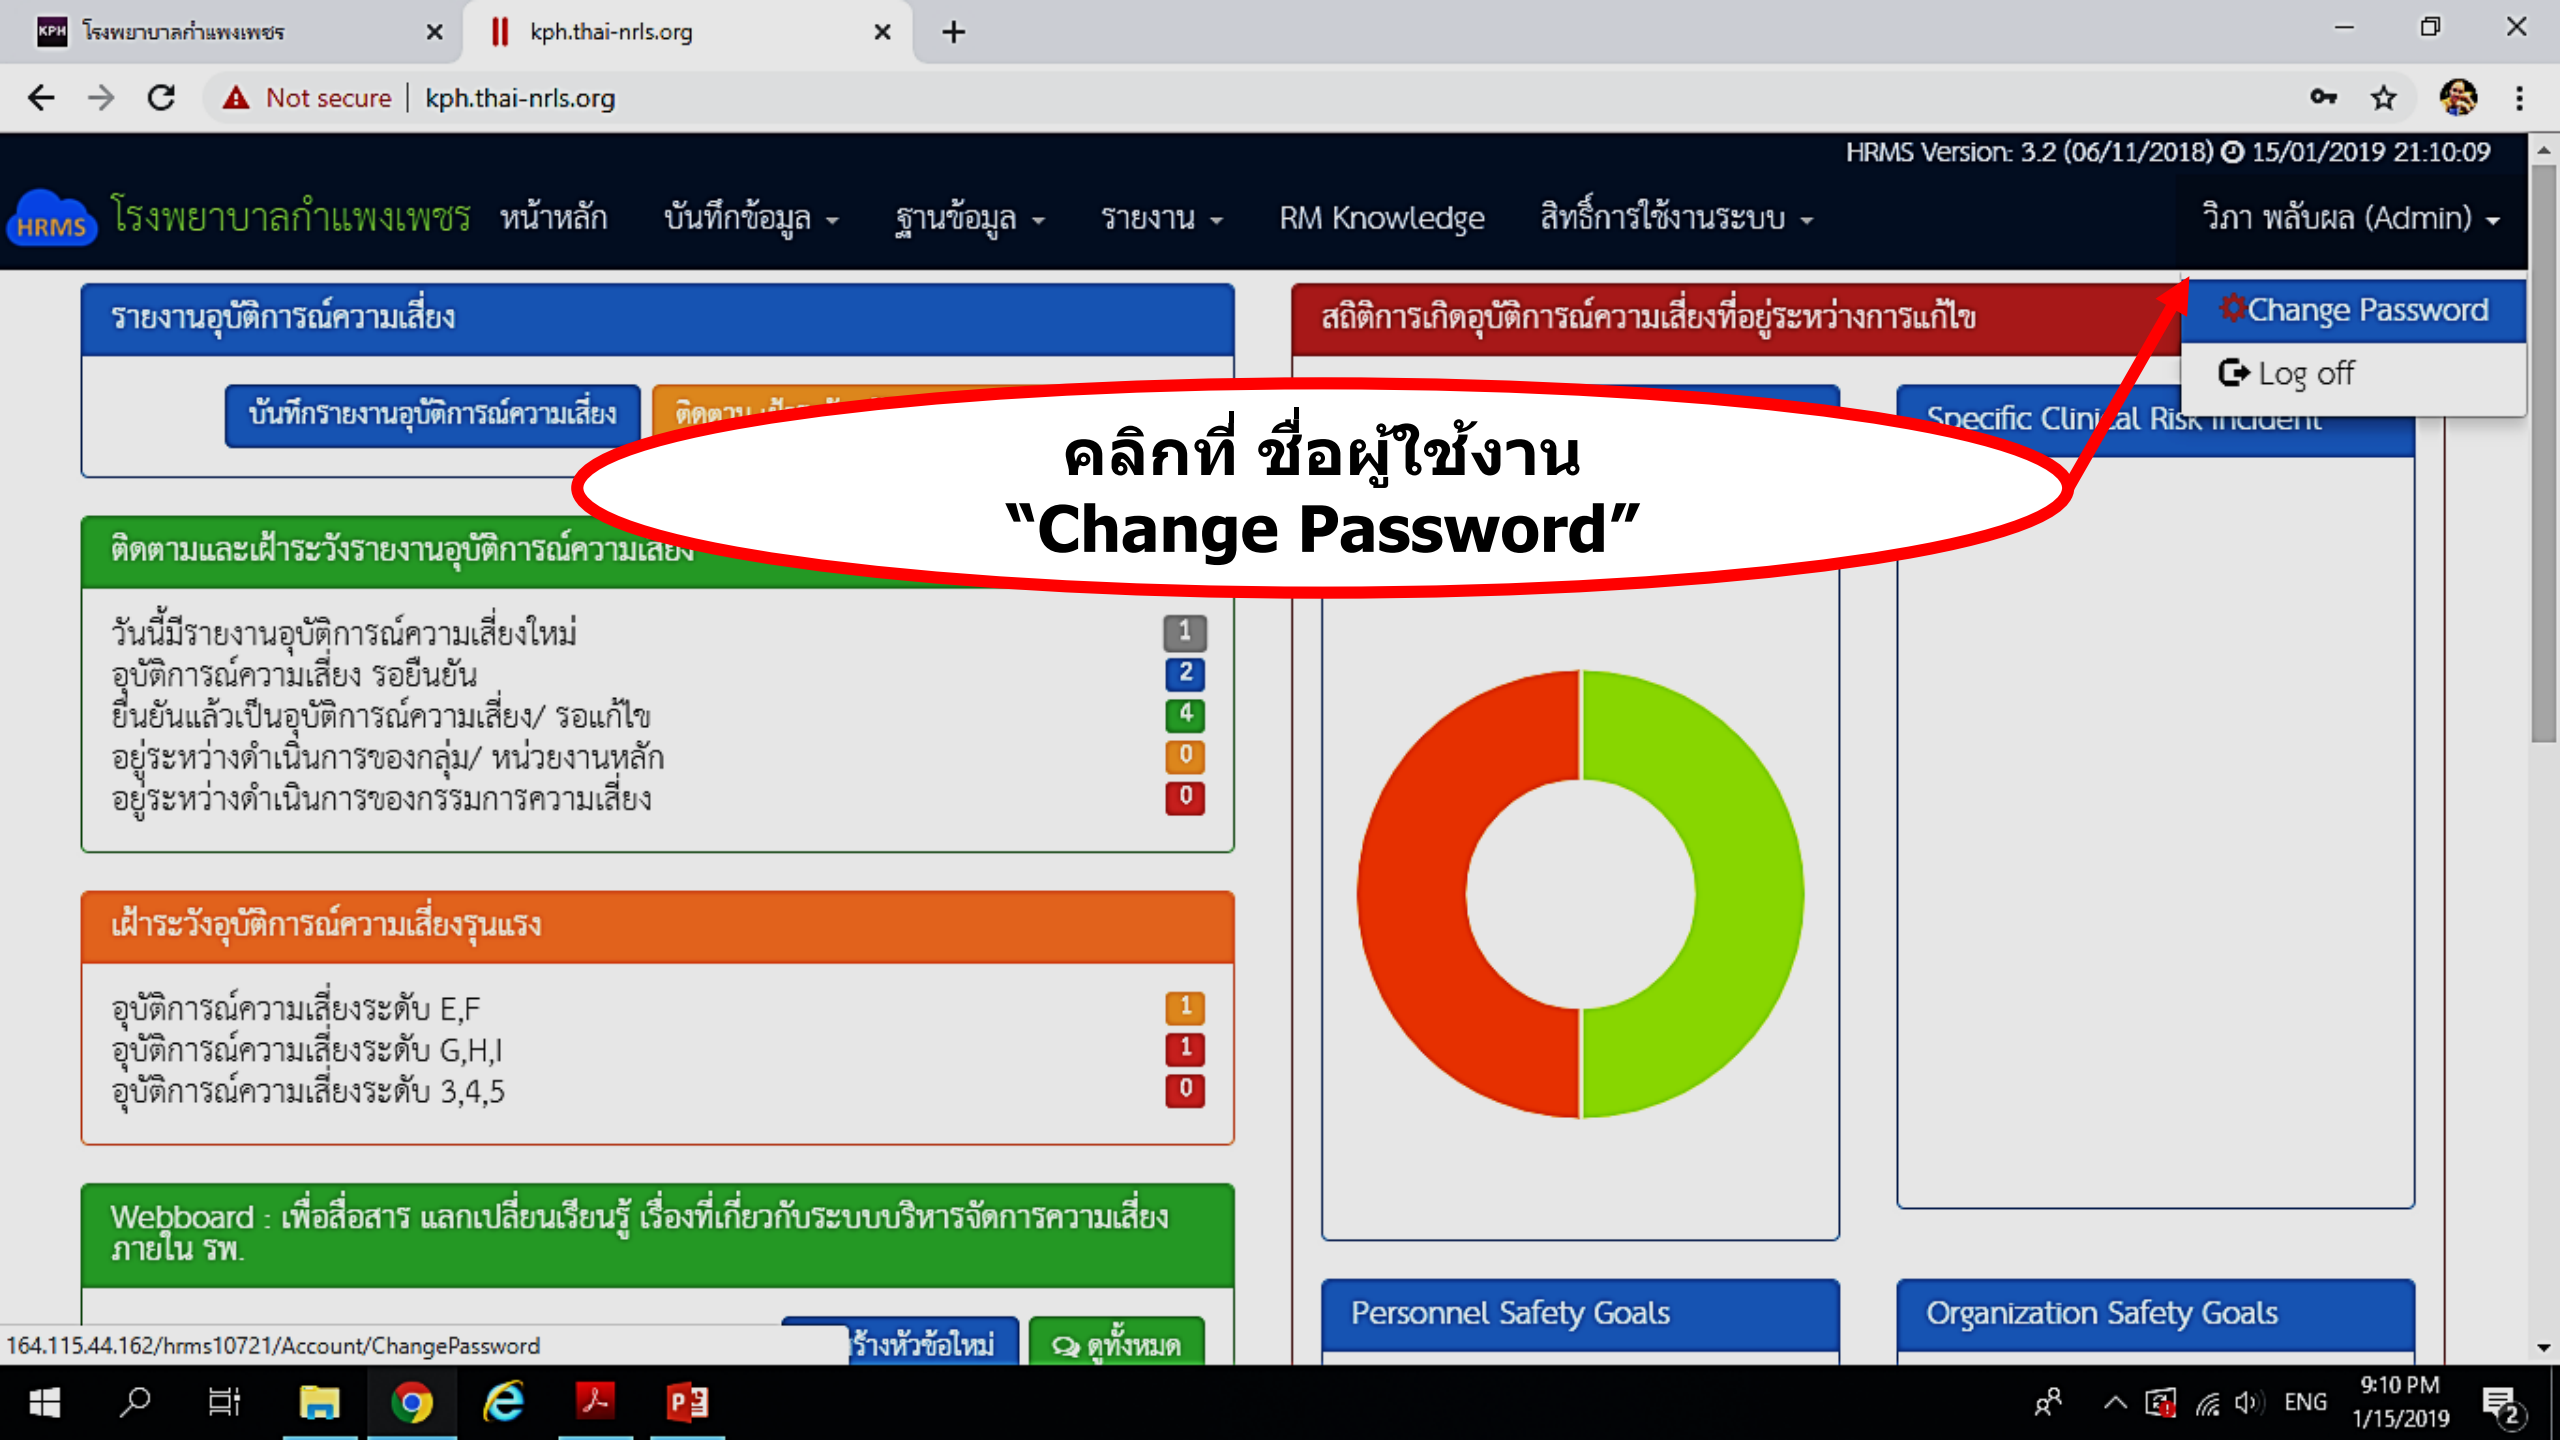 KPH โรงพยาบาลกำแพงเพชร
kph.thai-nrls.org
Not secure | kph.thai-nrls.org
HRMS Version: 3.2 (06/11/2018) 15/01/2019 21:10:09
HRMS โรงพยาบาลกำแพงเพชร หน้าหลัก บันทึกข้อมูล ฐานข้อมูล รายงาน RM Knowledge สิทธิ์การใช้งานระบบ วิภา พลับผล (Admin)
Change Password
Log off
รายงานอุบัติการณ์ความเสี่ยง
บันทึกรายงานอุบัติการณ์ความเสี่ยง
คลิกที่ ชื่อผู้ใช้งาน
“Change Password”
ติดตามและเฝ้าระวังรายงานอุบัติการณ์ความเสี่ยง
วันนี้มีรายงานอุบัติการณ์ความเสี่ยงใหม่ 1
อุบัติการณ์ความเสี่ยง รอยืนยัน 2
ยืนยันแล้วเป็นอุบัติการณ์ความเสี่ยง/ รอแก้ไข 4
อยู่ระหว่างดำเนินการของกลุ่ม/ หน่วยงานหลัก 0
อยู่ระหว่างดำเนินการของกรรมการความเสี่ยง 0
เฝ้าระวังอุบัติการณ์ความเสี่ยงรุนแรง
อุบัติการณ์ความเสี่ยงระดับ E,F 1
อุบัติการณ์ความเสี่ยงระดับ G,H,I 1
อุบัติการณ์ความเสี่ยงระดับ 3,4,5 0
Webboard : เพื่อสื่อสาร แลกเปลี่ยนเรียนรู้ เรื่องที่เกี่ยวกับระบบบริหารจัดการความเสี่ยง
ภายใน รพ.
ร้างหัวข้อใหม่ ดูทั้งหมด
สถิติการเกิดอุบัติการณ์ความเสี่ยงที่อยู่ระหว่างการแก้ไข
Specific Clinical Risk Incident
Personnel Safety Goals
Organization Safety Goals
164.115.44.162/hrms10721/Account/ChangePassword
ENG
9:10 PM
1/15/2019
2